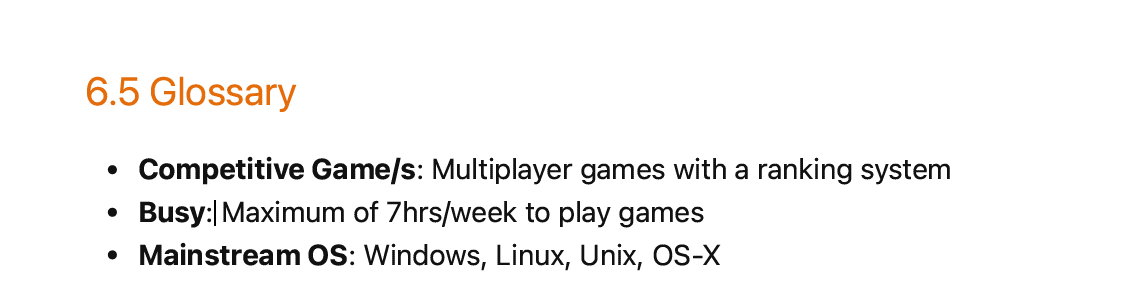 6.5 Glossary
• Competitive Game/s: Multiplayer games with a ranking system
• Busy: Maximum of 7hrs/week to play games
• Mainstream OS: Windows, Linux, Unix, OS-X